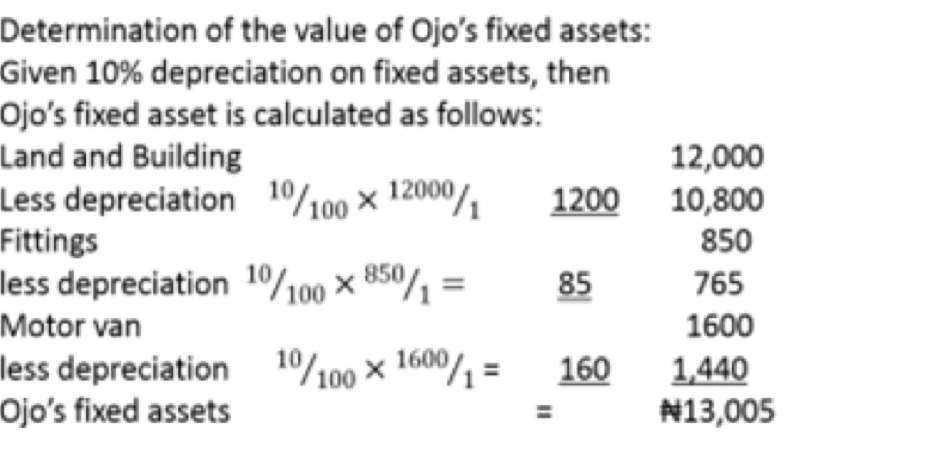 Determination of the value of Ojo's fixed assets:
Given 10% depreciation on fixed assets, then
Ojo's fixed asset is calculated as follows:
Land and Building 12,000
Less depreciation 10/100 × 12000/1 1200 10,800
Fittings 850
less depreciation 10/100 × 850/1 = 85 765
Motor van 1600
less depreciation 10/100 × 1600/1 = 160 1,440
Ojo's fixed assets = ₦13,005